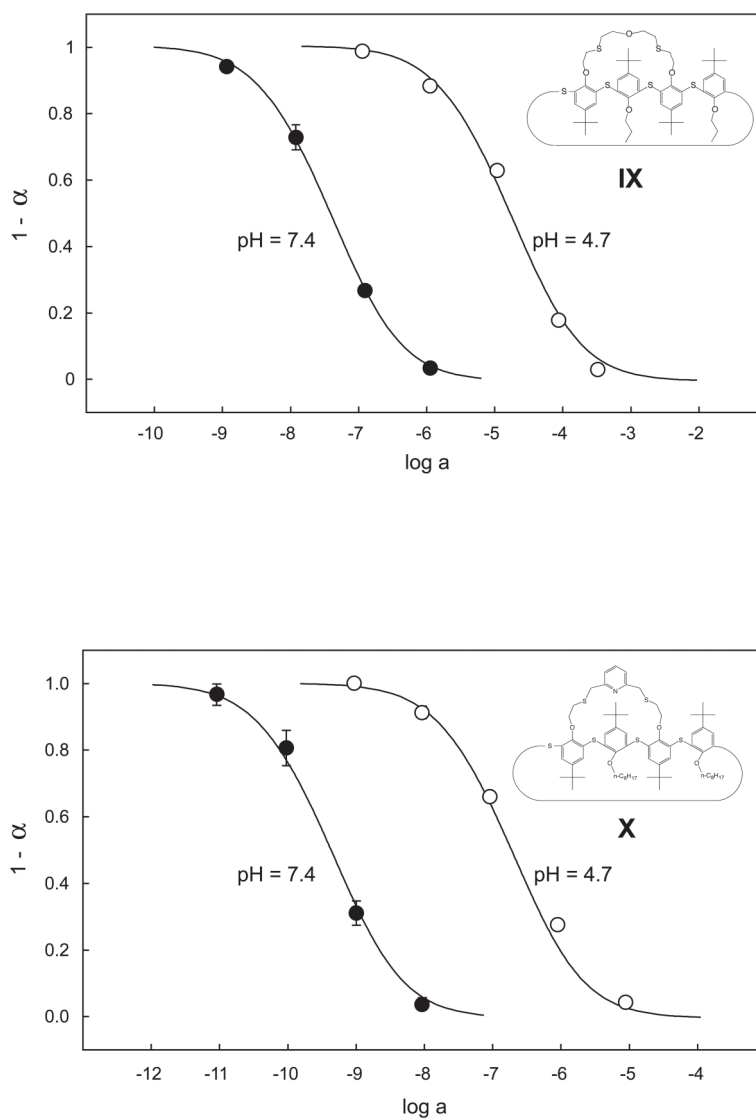 1
0.8
0.6
0.4
0.2
0
1 - α
pH = 7.4
pH = 4.7
S O S
O O
S S S S
O O
IX
-10 -9 -8 -7 -6 -5 -4 -3 -2
log a
1.0
0.8
0.6
0.4
0.2
0.0
1 - α
pH = 7.4
pH = 4.7
N
S S
O O
S S S S
O O
n-C8H17 n-C8H17
X
-12 -11 -10 -9 -8 -7 -6 -5 -4
log a